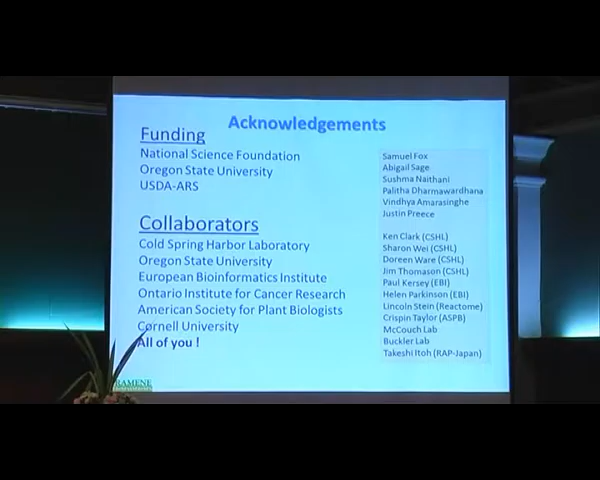 Acknowledgements
Funding
National Science Foundation
Oregon State University
USDA-ARS
Collaborators
Cold Spring Harbor Laboratory
Oregon State University
European Bioinformatics Institute
Ontario Institute for Cancer Research
American Society for Plant Biologists
Cornell University
All of you !
Samuel Fox
Abigail Sage
Sushma Naithani
Palitha Dharmawardhana
Vindhya Amarasinghe
Justin Preece
Ken Clark (CSHL)
Sharon Wei (CSHL)
Doreen Ware (CSHL)
Jim Thomason (CSHL)
Paul Kersey (EBI)
Helen Parkinson (EBI)
Lincoln Stein (Reactome)
Crispin Taylor (ASPB)
McCouch Lab
Buckler Lab
Takeshi Itoh (RAP-Japan)
RAMENE